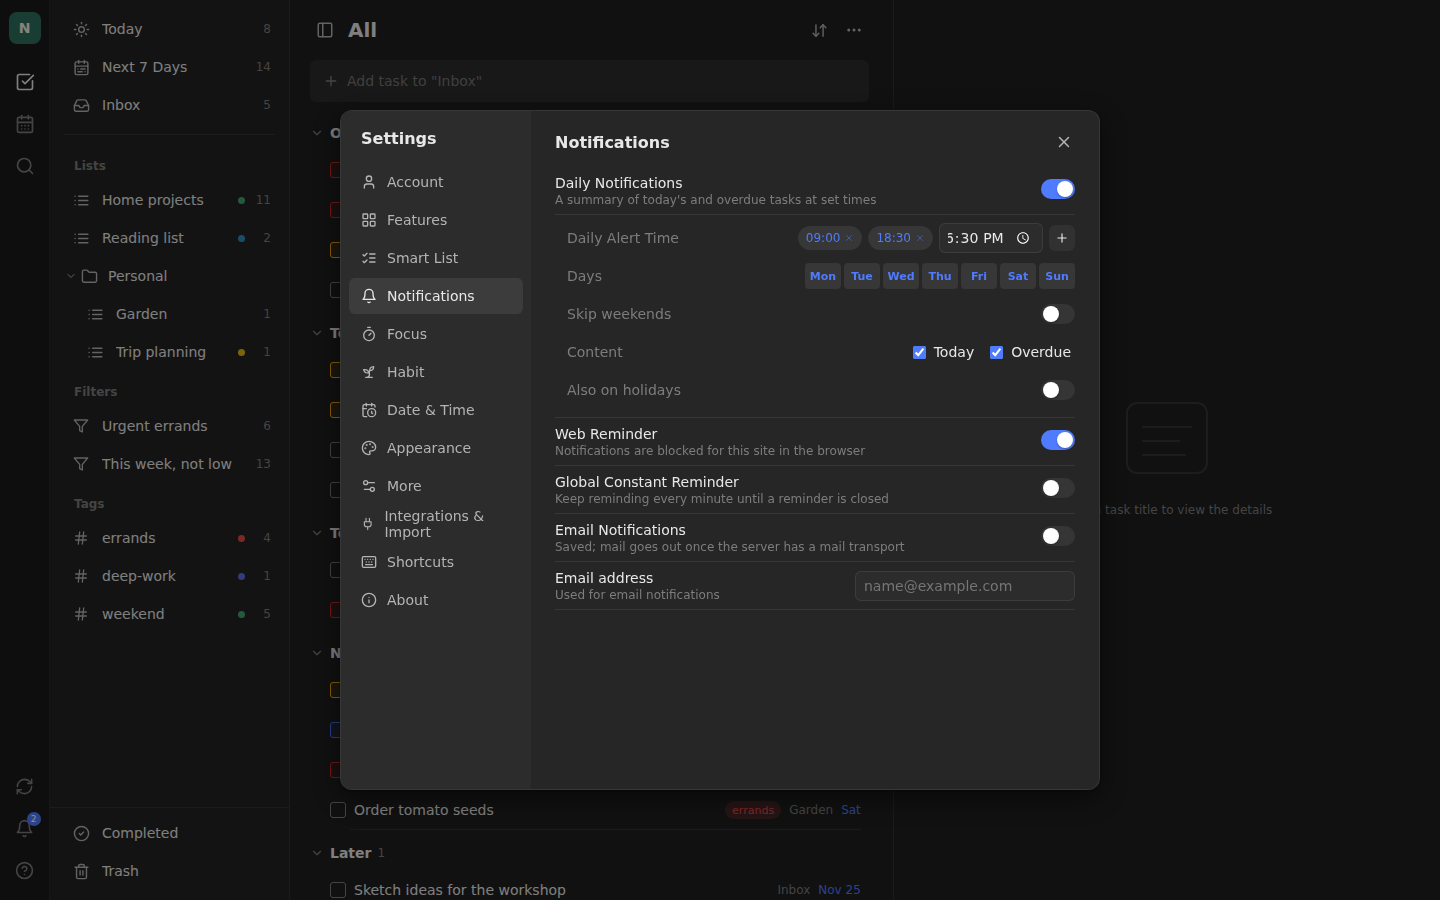 N
Today 8
Next 7 Days 14
Inbox 5
Lists
Home projects 11
Reading list 2
Personal
Garden 1
Trip planning 1
Filters
Urgent errands 6
This week, not low 13
Tags
errands 4
deep-work 1
weekend 5
2
Completed
Trash
All
Add task to "Inbox"
Settings
Account
Features
Smart List
Notifications
Focus
Habit
Date & Time
Appearance
More
Integrations &
Import
Shortcuts
About
Notifications
Daily Notifications
A summary of today's and overdue tasks at set times
Daily Alert Time 09:00 18:30 5:30 PM
Days Mon Tue Wed Thu Fri Sat Sun
Skip weekends
Content Today Overdue
Also on holidays
Web Reminder
Notifications are blocked for this site in the browser
Global Constant Reminder
Keep reminding every minute until a reminder is closed
Email Notifications
Saved; mail goes out once the server has a mail transport
Email address
Used for email notifications
name@example.com
Order tomato seeds errands Garden Sat
Later 1
Sketch ideas for the workshop Inbox Nov 25
task title to view the details